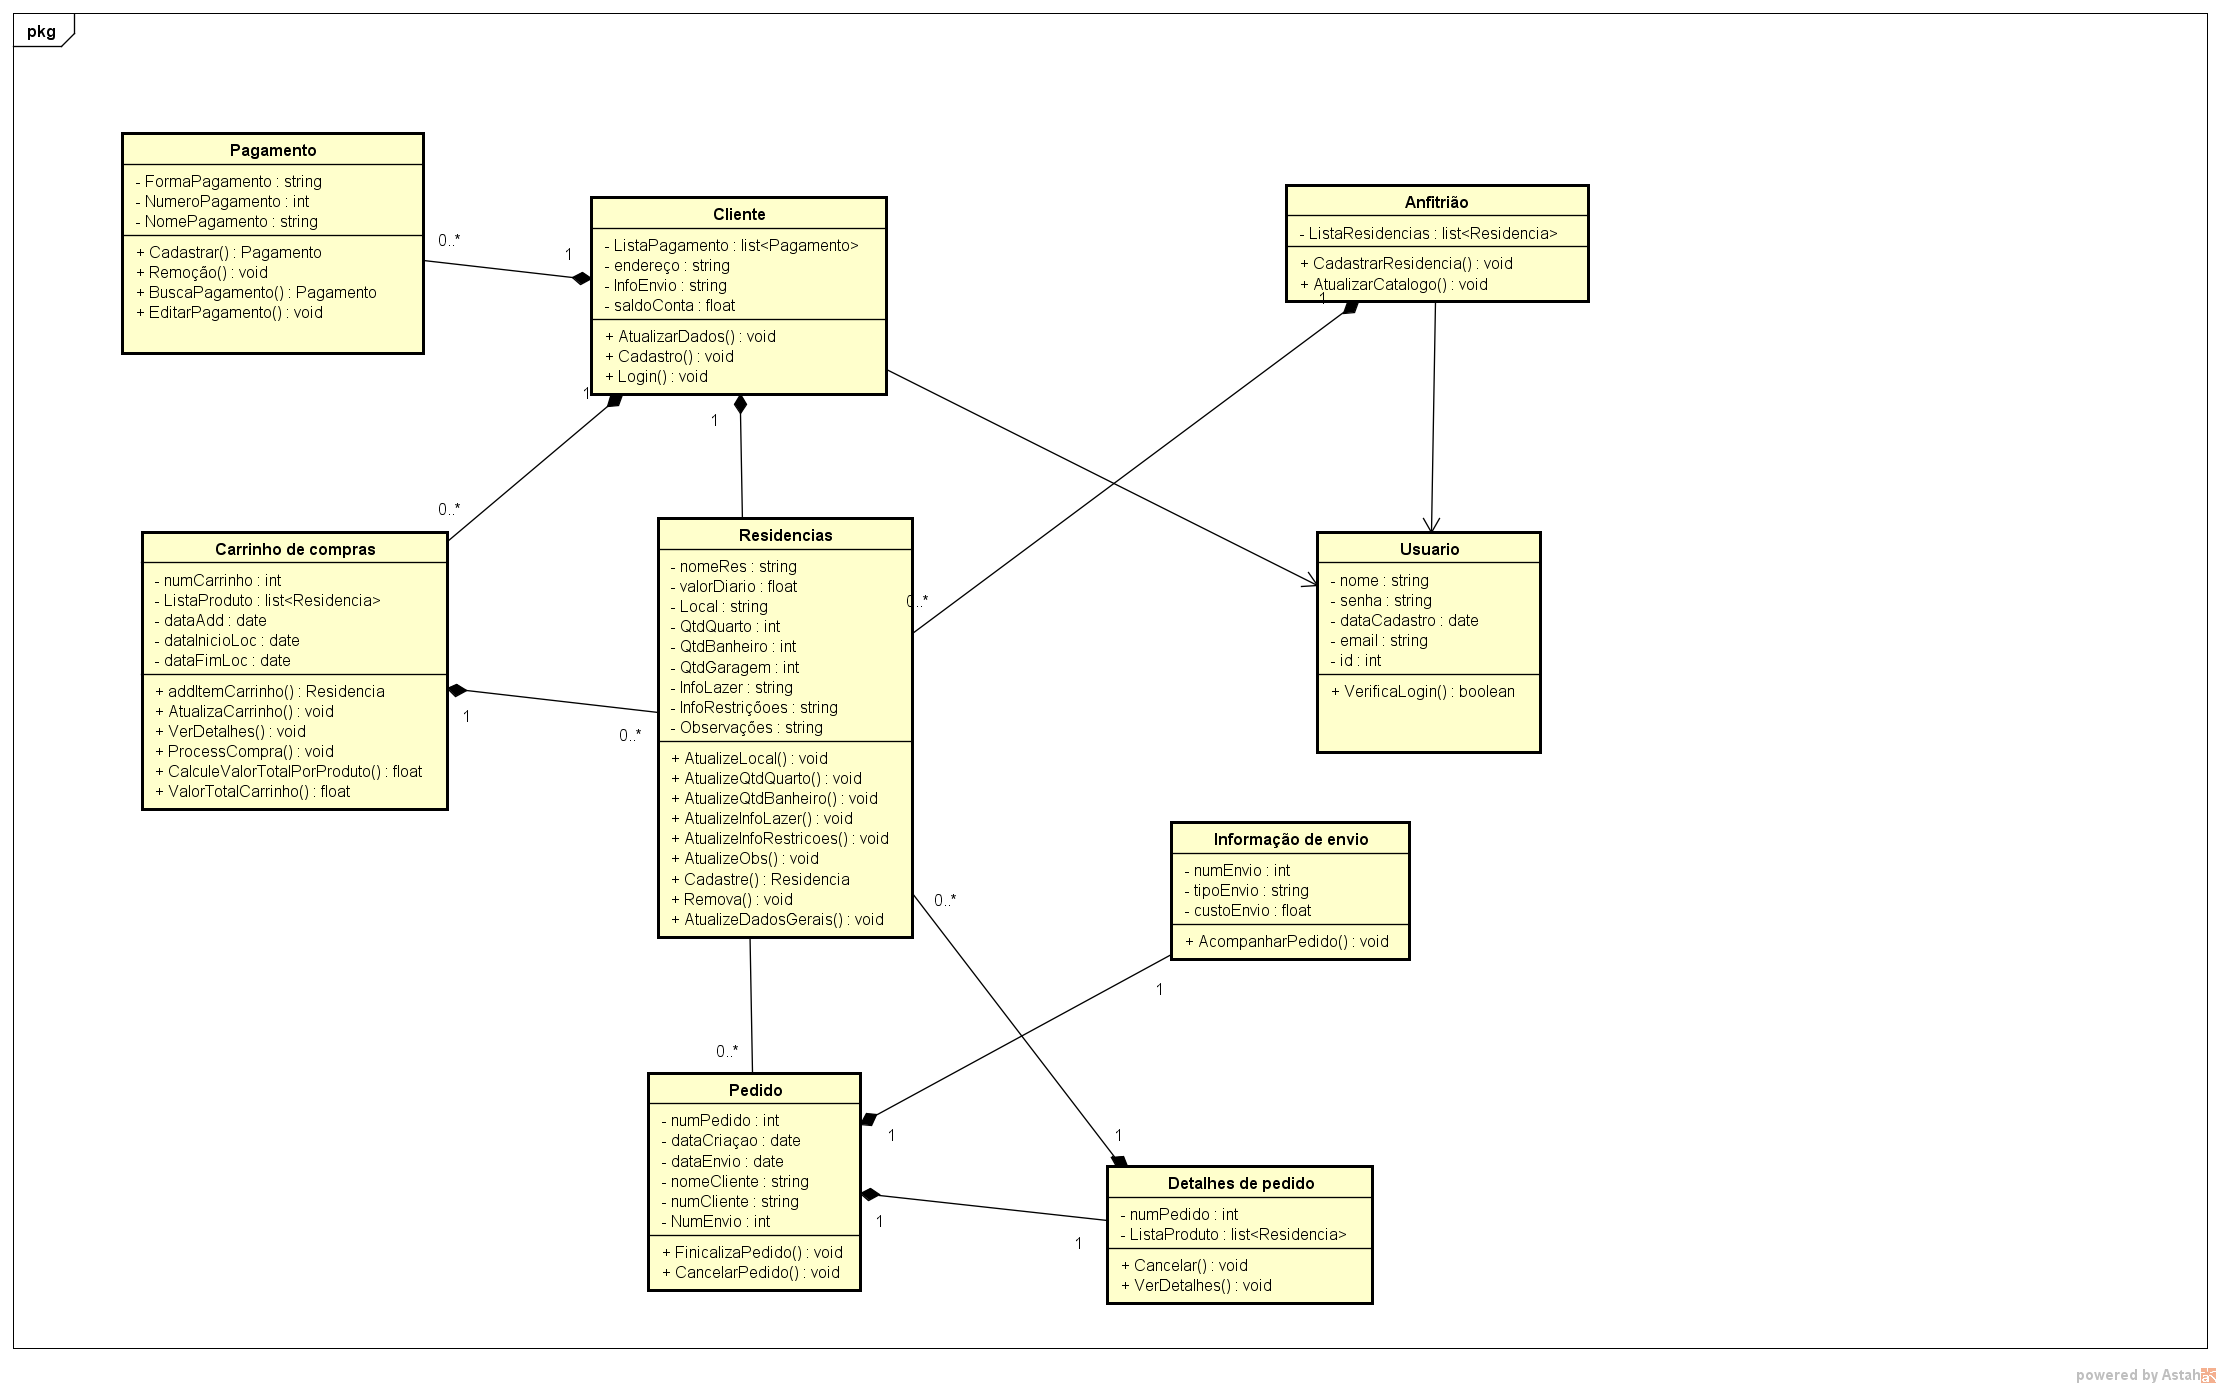 pkg
Pagamento
- FormaPagamento : string
- NumeroPagamento : int
- NomePagamento : string
+ Cadastrar() : Pagamento
+ Remoção() : void
+ BuscaPagamento() : Pagamento
+ EditarPagamento() : void
0..*
1
Cliente
- ListaPagamento : list<Pagamento>
- endereço : string
- InfoEnvio : string
- saldoConta : float
+ AtualizarDados() : void
+ Cadastro() : void
+ Login() : void
1
1
Anfitrião
- ListaResidencias : list<Residencia>
+ CadastrarResidencia() : void
+ AtualizarCatalogo() : void
1
0..*
Carrinho de compras
- numCarrinho : int
- ListaProduto : list<Residencia>
- dataAdd : date
- dataInicioLoc : date
- dataFimLoc : date
+ addItemCarrinho() : Residencia
+ AtualizaCarrinho() : void
+ VerDetalhes() : void
+ ProcessCompra() : void
+ CalculeValorTotalPorProduto() : float
+ ValorTotalCarrinho() : float
1
0..*
Residencias
- nomeRes : string
- valorDiario : float
- Local : string
- QtdQuarto : int
- QtdBanheiro : int
- QtdGaragem : int
- InfoLazer : string
- InfoRestriçõoes : string
- Observações : string
+ AtualizeLocal() : void
+ AtualizeQtdQuarto() : void
+ AtualizeQtdBanheiro() : void
+ AtualizeInfoLazer() : void
+ AtualizeInfoRestricoes() : void
+ AtualizeObs() : void
+ Cadastre() : Residencia
+ Remova() : void
+ AtualizeDadosGerais() : void
0..*
0..*
Usuario
- nome : string
- senha : string
- dataCadastro : date
- email : string
- id : int
+ VerificaLogin() : boolean
Informação de envio
- numEnvio : int
- tipoEnvio : string
- custoEnvio : float
+ AcompanharPedido() : void
1
0..*
Pedido
- numPedido : int
- dataCriaçao : date
- dataEnvio : date
- nomeCliente : string
- numCliente : string
- NumEnvio : int
+ FinicalizaPedido() : void
+ CancelarPedido() : void
1
1
1
1
Detalhes de pedido
- numPedido : int
- ListaProduto : list<Residencia>
+ Cancelar() : void
+ VerDetalhes() : void
powered by Astah